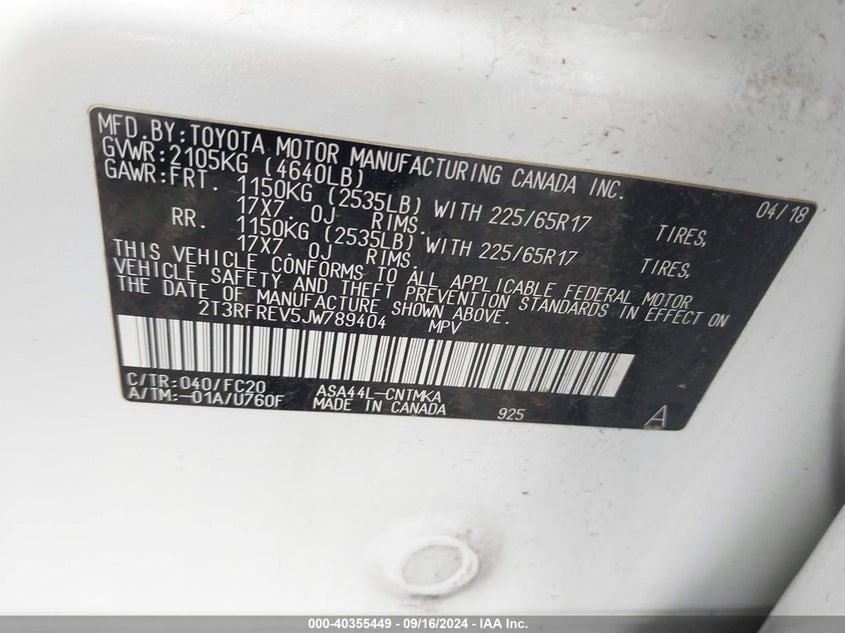 MFD.BY:TOYOTA MOTOR MANUFACTURING CANADA INC.
GVWR:2105KG (4640LB) 04/18
GAWR:FRT. 1150KG (2535LB) WITH 225/65R17 TIRES,
17X7.0J RIMS.
RR. 1150KG (2535LB) WITH 225/65R17 TIRES,
17X7.0J RIMS.
THIS VEHICLE CONFORMS TO ALL APPLICABLE FEDERAL MOTOR
VEHICLE SAFETY AND THEFT PREVENTION STANDARDS IN EFFECT ON
THE DATE OF MANUFACTURE SHOWN ABOVE.
2T3RFREV5JW789404 MPV
C/TR:040/FC20 ASA44L-CNTMKA
A/TM:-01A/U760F MADE IN CANADA 925 A
000-40355449 - 09/16/2024 - IAA Inc.